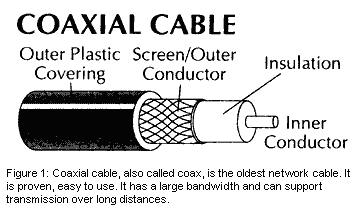 COAXIAL CABLE
Outer Plastic Covering
Screen/Outer Conductor
Insulation
Inner Conductor
Figure 1: Coaxial cable, also called coax, is the oldest network cable. It
is proven, easy to use. It has a large bandwidth and can support
transmission over long distances.